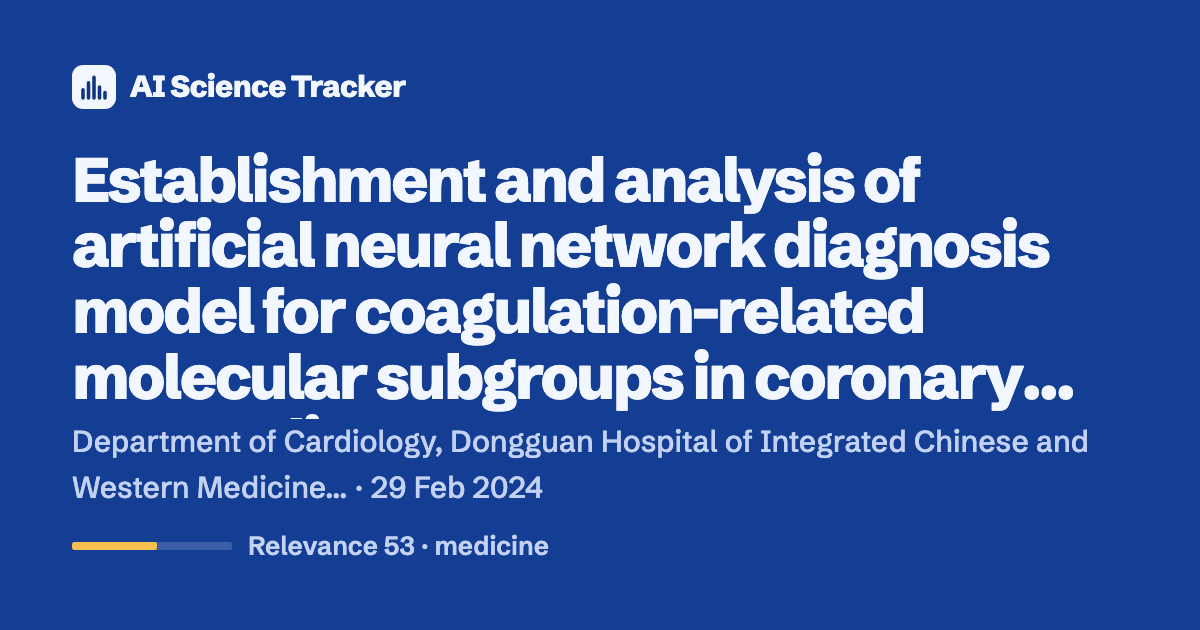 AI Science Tracker
Establishment and analysis of
artificial neural network diagnosis
model for coagulation-related
molecular subgroups in coronary...
Department of Cardiology, Dongguan Hospital of Integrated Chinese and
Western Medicine... · 29 Feb 2024
Relevance 53 · medicine